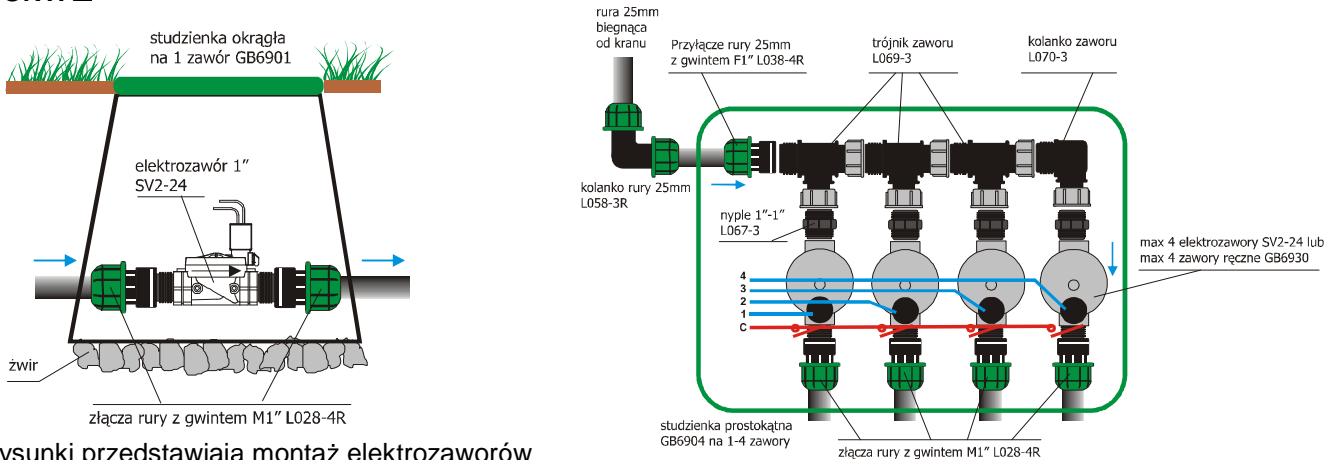 studzienka okrągła
na 1 zawór GB6901
elektrozawór 1"
SV2-24
żwir
złącza rury z gwintem M1" L028-4R
ysunki przedstawiają montaż elektrozaworów
rura 25mm
biegnąca
od kranu
Przyłącze rury 25mm
z gwintem F1" L038-4R
trójnik zaworu
L069-3
kolanko zaworu
L070-3
kolanko rury 25mm
L058-3R
nyple 1"-1"
L067-3
max 4 elektrozawory SV2-24 lub
max 4 zawory ręczne GB6930
4
3
2
1
C
studzienka prostokątna
GB6904 na 1-4 zawory
złącza rury z gwintem M1" L028-4R